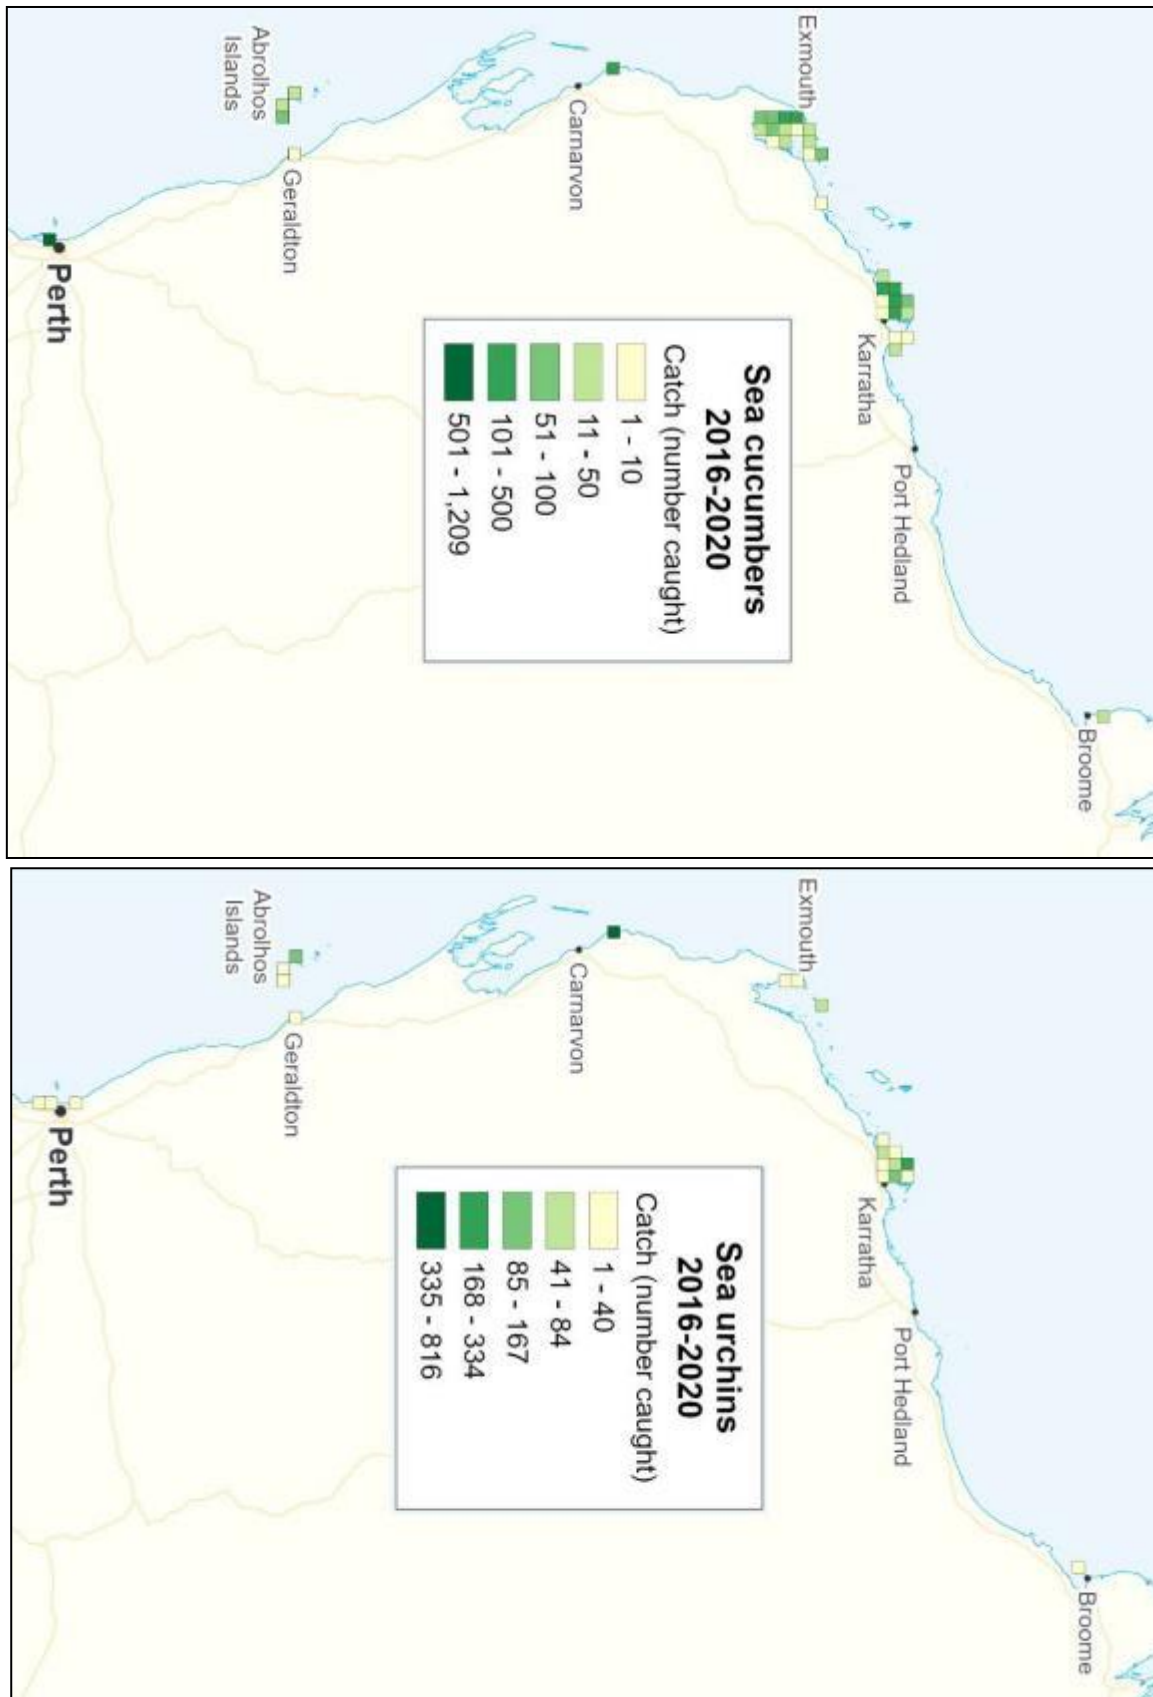 Abrolhos
Islands
Exmouth
Carnarvon
Geraldton
Perth
Karratha
Port Hedland
Broome
Sea cucumbers
2016-2020
Catch (number caught)
1 - 10
11 - 50
51 - 100
101 - 500
501 - 1,209
Abrolhos
Islands
Exmouth
Carnarvon
Geraldton
Perth
Karratha
Port Hedland
Broome
Sea urchins
2016-2020
Catch (number caught)
1 - 40
41 - 84
85 - 167
168 - 334
335 - 816